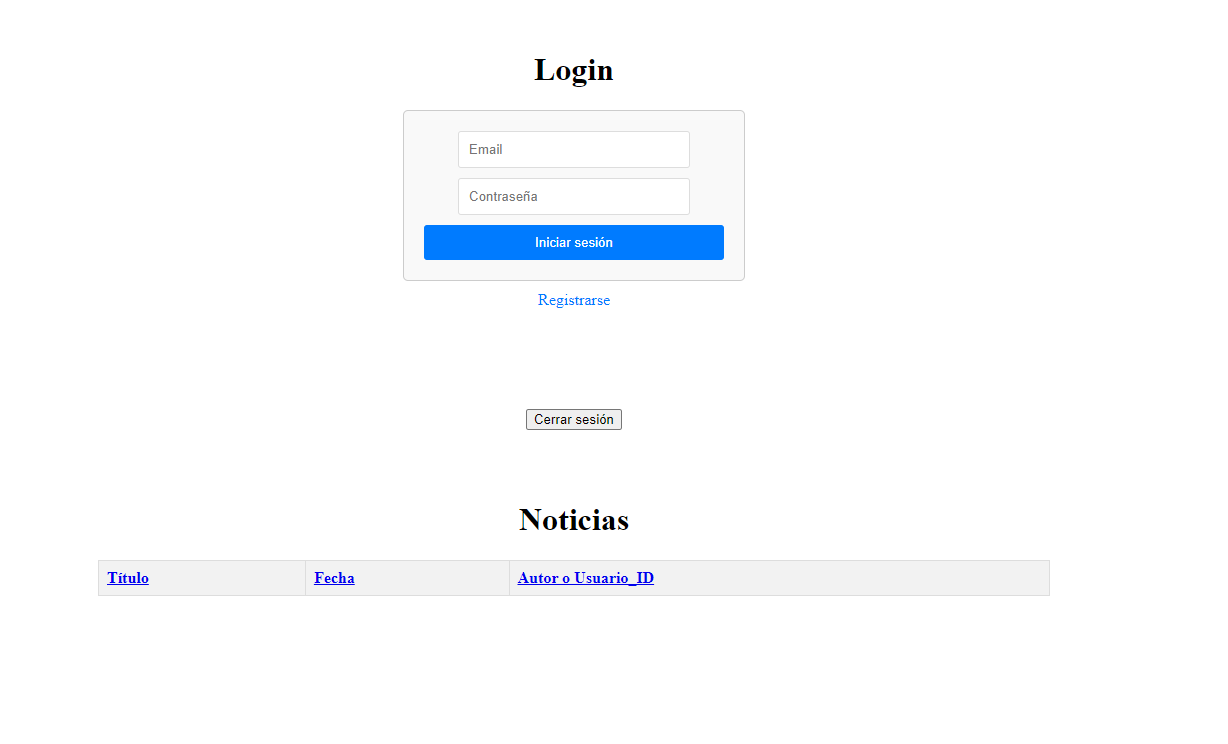 Login
Email
Contraseña
Iniciar sesión
Registrarse
Cerrar sesión
Noticias
Título Fecha Autor o Usuario_ID